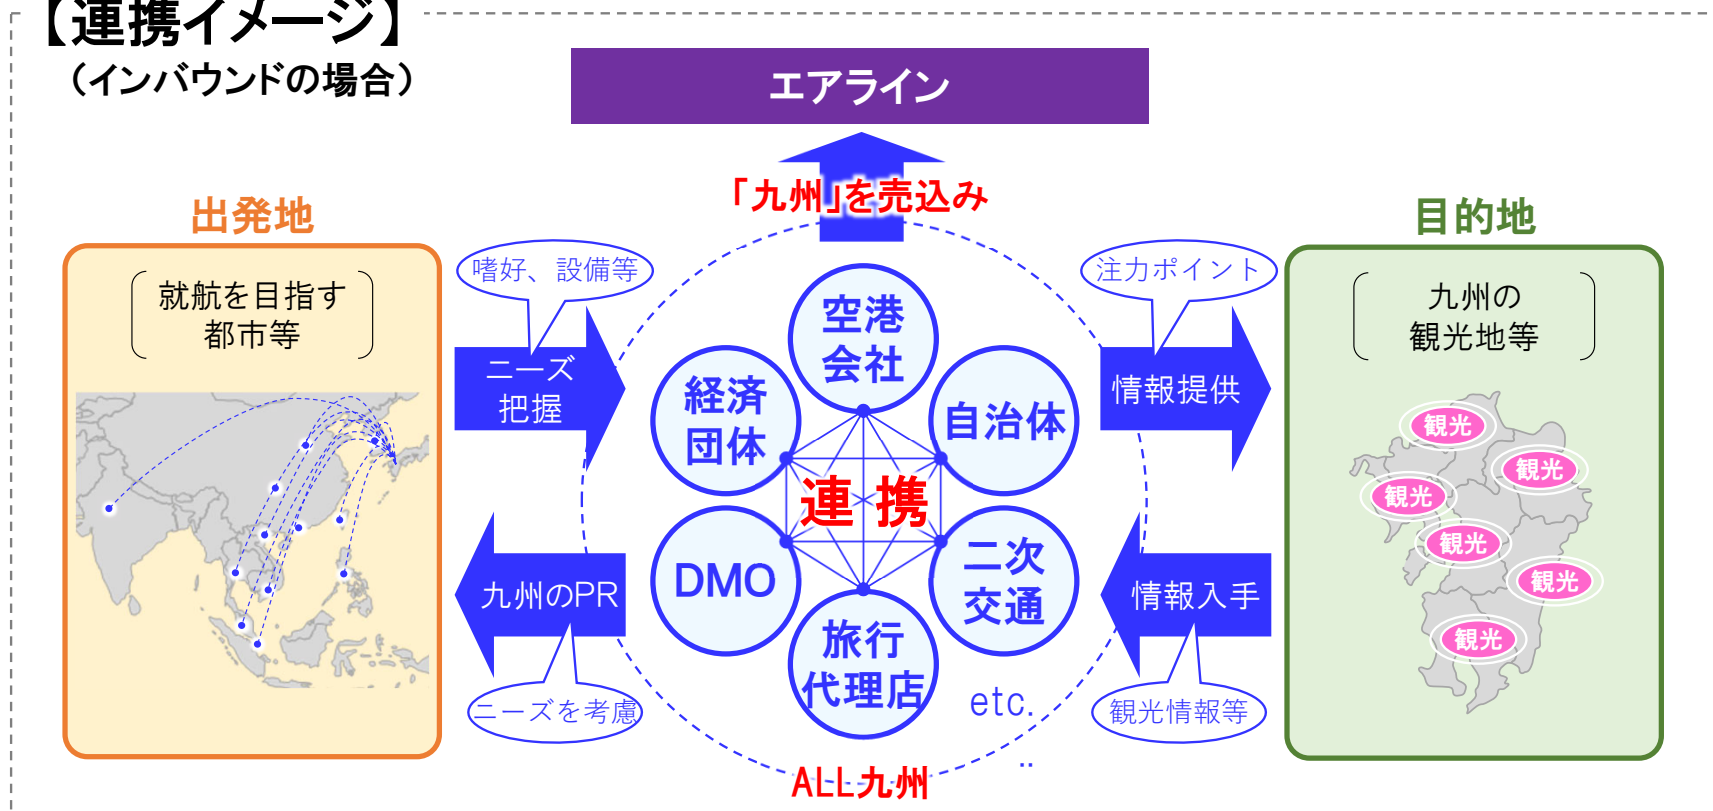 【連携イメージ】
（インバウンドの場合）
エアライン
「九州」を売込み
出発地
就航を目指す
都市等
嗜好、設備等
ニーズ
把握
九州のPR
ニーズを考慮
空港
会社
経済
団体
自治体
連携
DMO
二次
交通
旅行
代理店
etc.
..
ALL九州
注力ポイント
情報提供
情報入手
観光情報等
目的地
九州の
観光地等
観光
観光
観光
観光
観光
観光